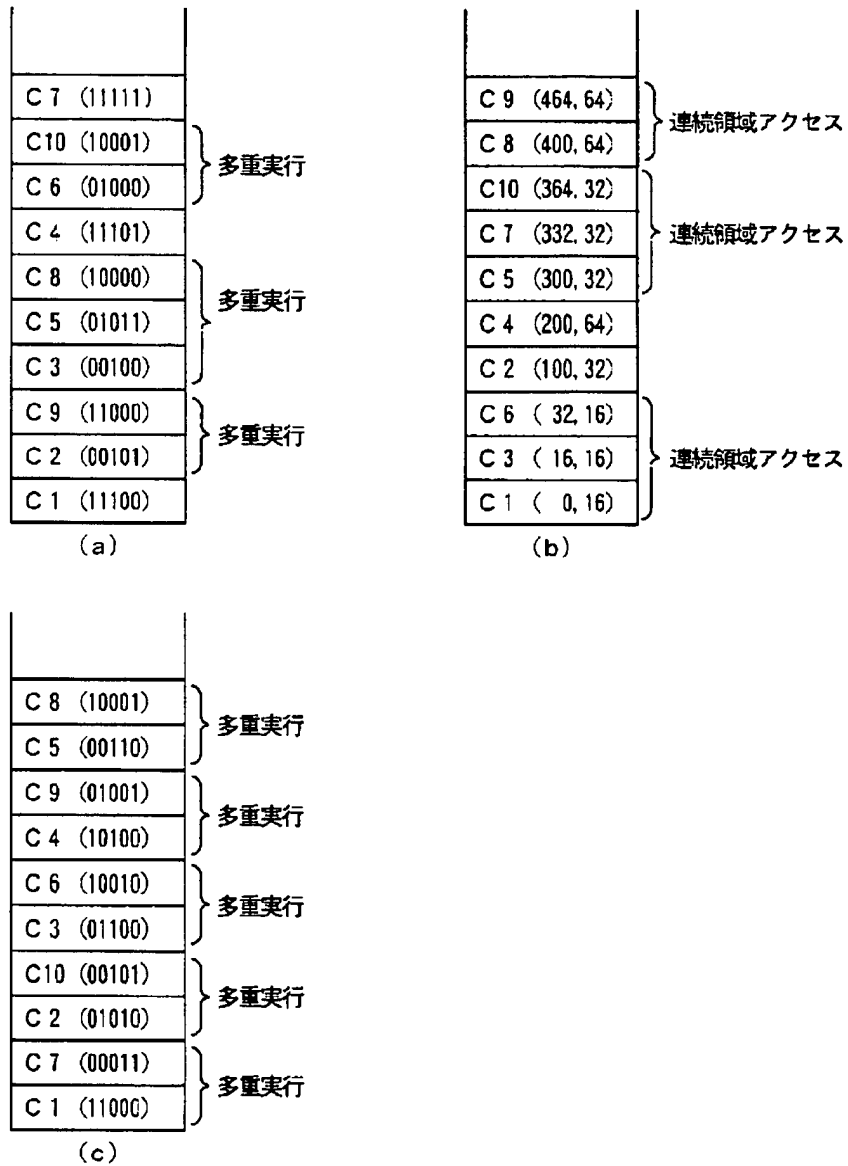 C 7 (11111)
C10 (10001)
C 6 (01000)
多重実行
C 4 (11101)
C 8 (10000)
C 5 (01011)
C 3 (00100)
多重実行
C 9 (11000)
C 2 (00101)
多重実行
C 1 (11100)
(a)
C 9 (464, 64)
C 8 (400, 64)
連続領域アクセス
C10 (364, 32)
C 7 (332, 32)
C 5 (300, 32)
連続領域アクセス
C 4 (200, 64)
C 2 (100, 32)
C 6 ( 32, 16)
C 3 ( 16, 16)
C 1 ( 0, 16)
連続領域アクセス
(b)
C 8 (10001)
C 5 (00110)
多重実行
C 9 (01001)
C 4 (10100)
多重実行
C 6 (10010)
C 3 (01100)
多重実行
C10 (00101)
C 2 (01010)
多重実行
C 7 (00011)
C 1 (11000)
多重実行
(c)